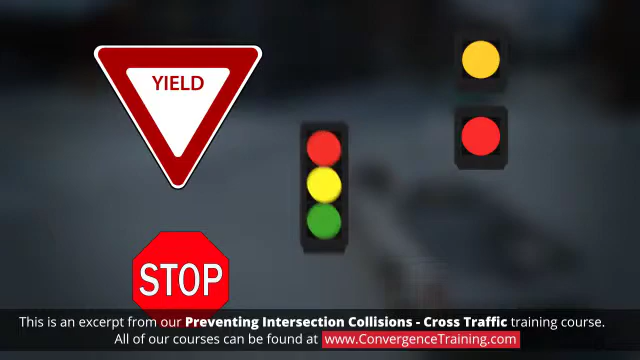 YIELD
STOP
This is an excerpt from our Preventing Intersection Collisions - Cross Traffic training course.
All of our courses can be found at www.ConvergenceTraining.com